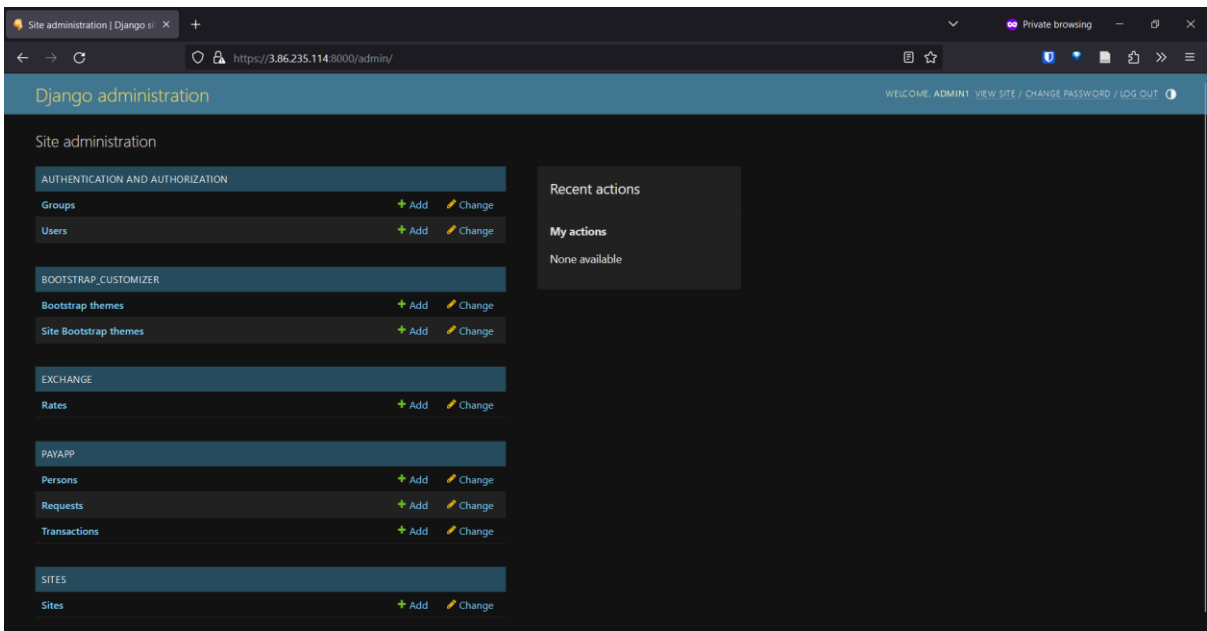 Site administration | Django si
Private browsing
https://3.86.235.114:8000/admin/
Django administration
WELCOME, ADMIN1. VIEW SITE / CHANGE PASSWORD / LOG OUT
Site administration
AUTHENTICATION AND AUTHORIZATION
Groups + Add Change
Users + Add Change
BOOTSTRAP_CUSTOMIZER
Bootstrap themes + Add Change
Site Bootstrap themes + Add Change
EXCHANGE
Rates + Add Change
PAYAPP
Persons + Add Change
Requests + Add Change
Transactions + Add Change
SITES
Sites + Add Change
Recent actions
My actions
None available